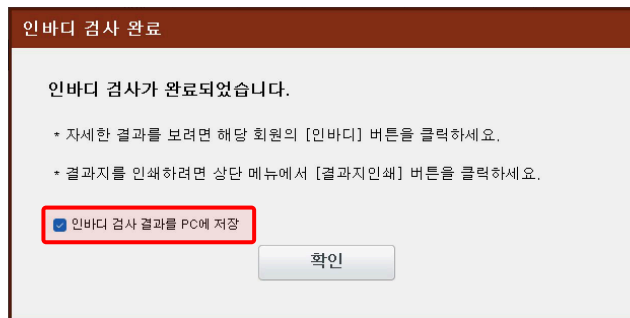 인바디 검사 완료
인바디 검사가 완료되었습니다.
* 자세한 결과를 보려면 해당 회원의 [인바디] 버튼을 클릭하세요.
* 결과지를 인쇄하려면 상단 메뉴에서 [결과지인쇄] 버튼을 클릭하세요.
인바디 검사 결과를 PC에 저장
확인